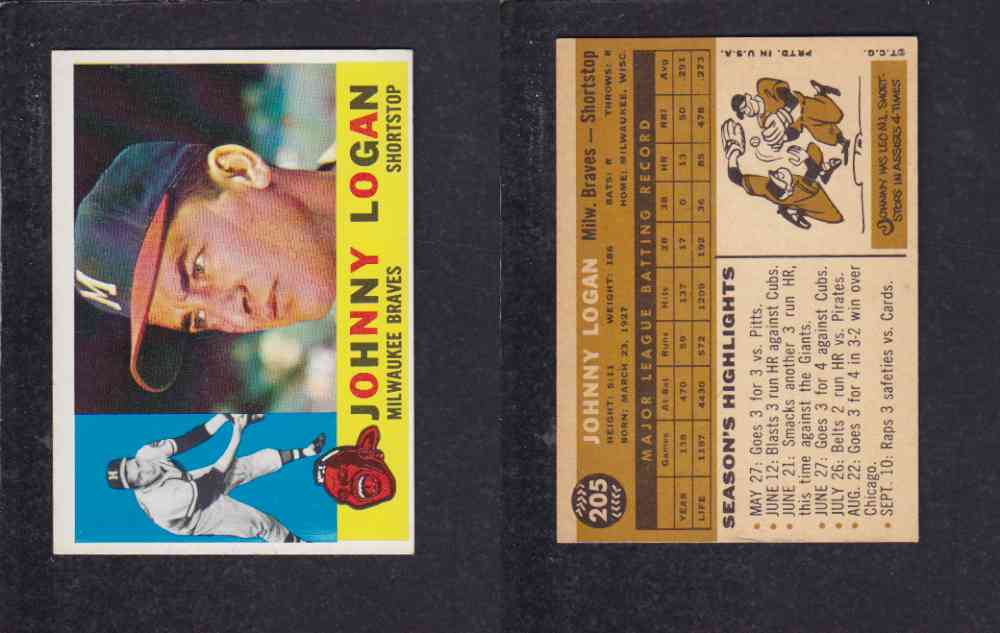 M
JOHNNY LOGAN
MILWAUKEE BRAVES SHORTSTOP
205
JOHNNY LOGAN Milw. Braves — Shortstop
HEIGHT: 5:11 WEIGHT: 186 BATS: R THROWS: R
BORN: MARCH 23, 1927 HOME: MILWAUKEE, WISC.
MAJOR LEAGUE BATTING RECORD
Games At Bat Runs Hits 2B 3B HR RBI Avg
YEAR 138 470 59 137 17 0 13 50 .291
LIFE 1187 4430 572 1209 192 36 85 478 .273
SEASON'S HIGHLIGHTS
• MAY 27: Goes 3 for 3 vs. Pitts.
• JUNE 12: Blasts 3 run HR against Cubs.
• JUNE 21: Smacks another 3 run HR,
this time against the Giants.
• JUNE 27: Goes 3 for 4 against Cubs.
• JULY 26: Belts 2 run HR vs. Pirates.
• AUG. 22: Goes 3 for 4 in 3-2 win over
Chicago.
• SEPT. 10: Raps 3 safeties vs. Cards.
JOHNNY HAS LED N.L. SHORT-
STOPS IN ASSISTS 4-TIMES
PRTD. IN U.S.A. ©T.C.G.